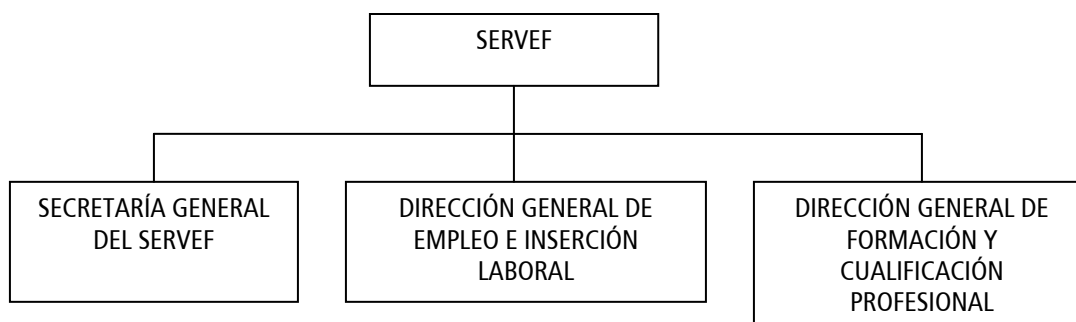 SERVEF
SECRETARÍA GENERAL
DEL SERVEF
DIRECCIÓN GENERAL DE
EMPLEO E INSERCIÓN
LABORAL
DIRECCIÓN GENERAL DE
FORMACIÓN Y
CUALIFICACIÓN
PROFESIONAL